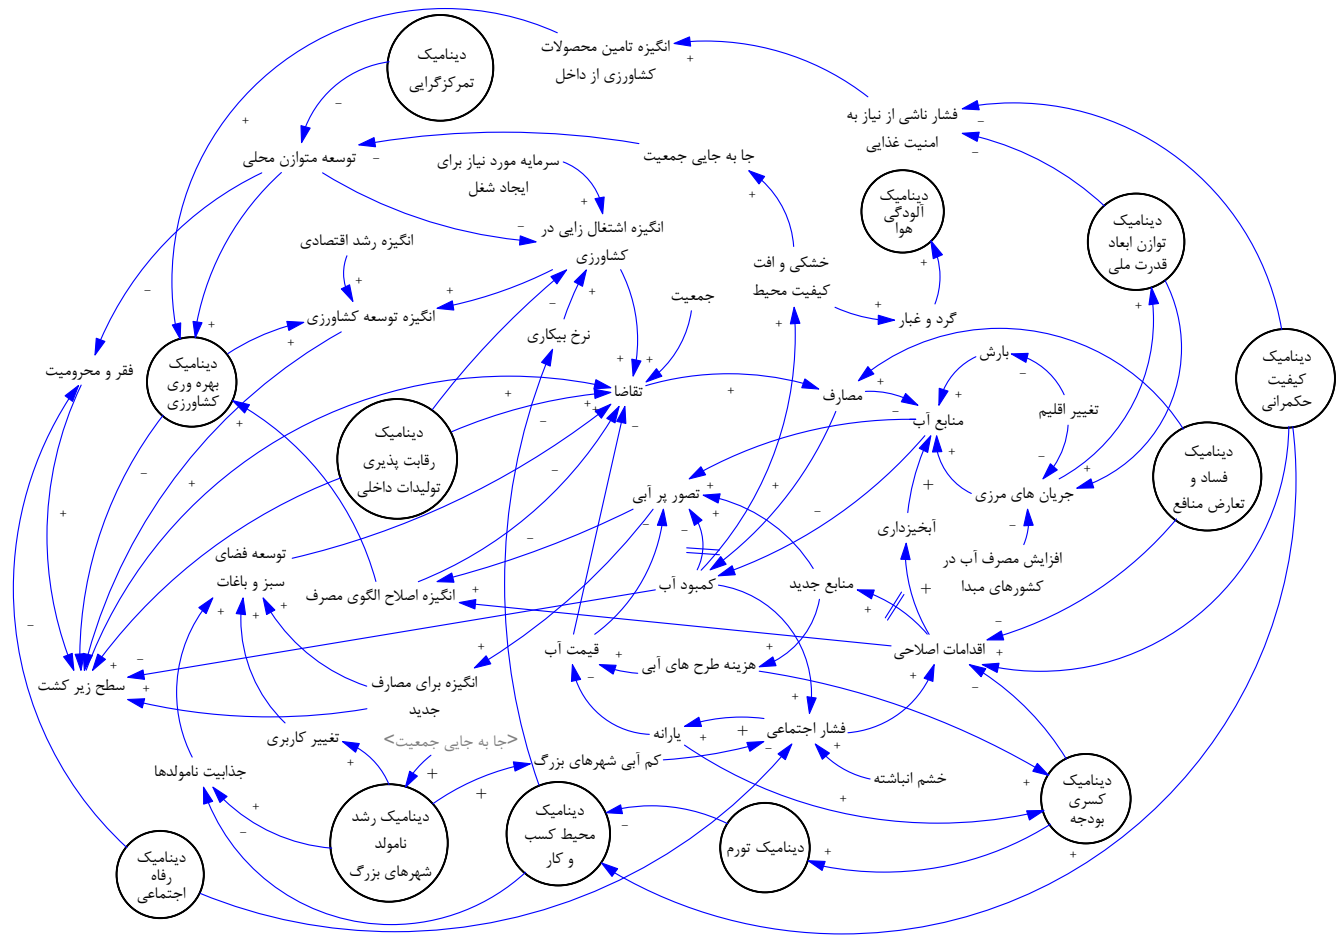 انگیزه تامین محصولات
کشاورزی از داخل
دینامیک
تمرکزگرایی
فشار ناشی از نیاز به
امنیت غذایی
توسعه متوازن محلی
جا به جایی جمعیت
سرمایه مورد نیاز برای
ایجاد شغل
دینامیک
آلودگی
هوا
دینامیک
توازن ابعاد
قدرت ملی
انگیزه رشد اقتصادی
انگیزه اشتغال زایی در
کشاورزی
خشکی و افت
کیفیت محیط
جمعیت
انگیزه توسعه کشاورزی
گرد و غبار
نرخ بیکاری
بارش
فقر و محرومیت
دینامیک
بهره وری
کشاورزی
تقاضا
مصارف
دینامیک
کیفیت
حکمرانی
منابع آب
تغییر اقلیم
دینامیک
رقابت پذیری
تولیدات داخلی
دینامیک
فساد و
تعارض منافع
تصور پر آبی
جریان های مرزی
آبخیزداری
توسعه فضای
سبز و باغات
افزایش مصرف آب در
کشورهای مبدا
انگیزه اصلاح الگوی مصرف
کمبود آب
منابع جدید
قیمت آب
هزینه طرح های آبی
اقدامات اصلاحی
سطح زیر کشت
انگیزه برای مصارف
جدید
تغییر کاربری
<جا به جایی جمعیت>
یارانه
فشار اجتماعی
کم آبی شهرهای بزرگ
خشم انباشته
جذابیت نامولدها
دینامیک رشد
نامولد
شهرهای بزرگ
دینامیک
محیط کسب
و کار
دینامیک تورم
دینامیک
کسری
بودجه
دینامیک
رفاه
اجتماعی